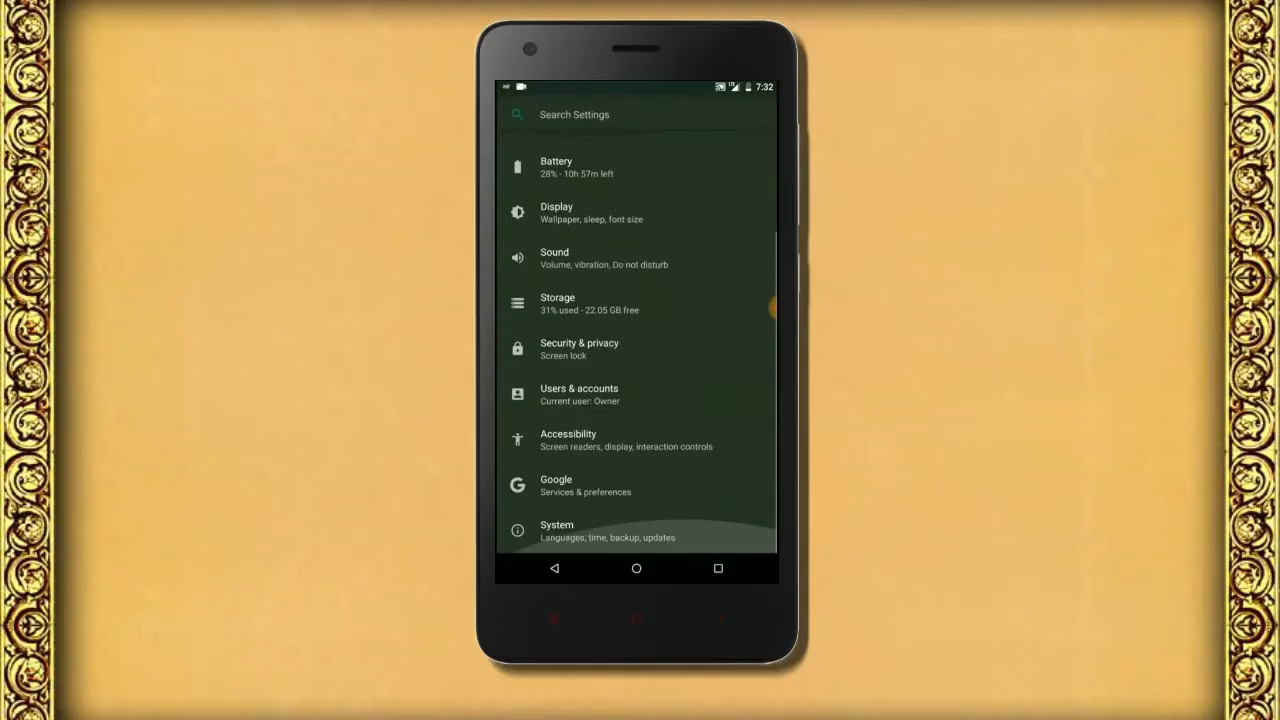 7:32
Search Settings
Battery
28% - 10h 57m left
Display
Wallpaper, sleep, font size
Sound
Volume, vibration, Do not disturb
Storage
31% used - 22.05 GB free
Security & privacy
Screen lock
Users & accounts
Current user: Owner
Accessibility
Screen readers, display, interaction controls
Google
Services & preferences
System
Languages, time, backup, updates